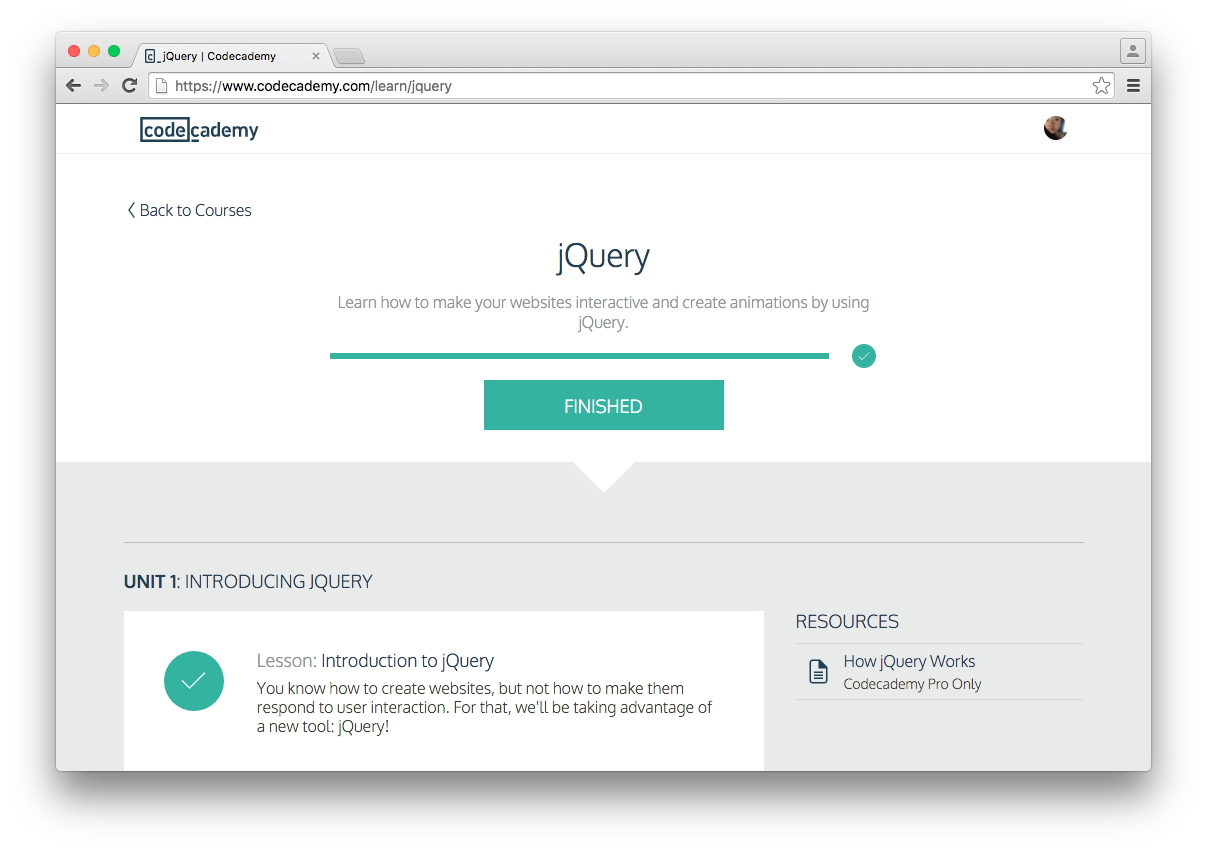 jQuery | Codecademy
https://www.codecademy.com/learn/jquery
codecademy
Back to Courses
jQuery
Learn how to make your websites interactive and create animations by using
jQuery.
FINISHED
UNIT 1: INTRODUCING JQUERY
Lesson: Introduction to jQuery
You know how to create websites, but not how to make them
respond to user interaction. For that, we'll be taking advantage of
a new tool: jQuery!
RESOURCES
How jQuery Works
Codecademy Pro Only